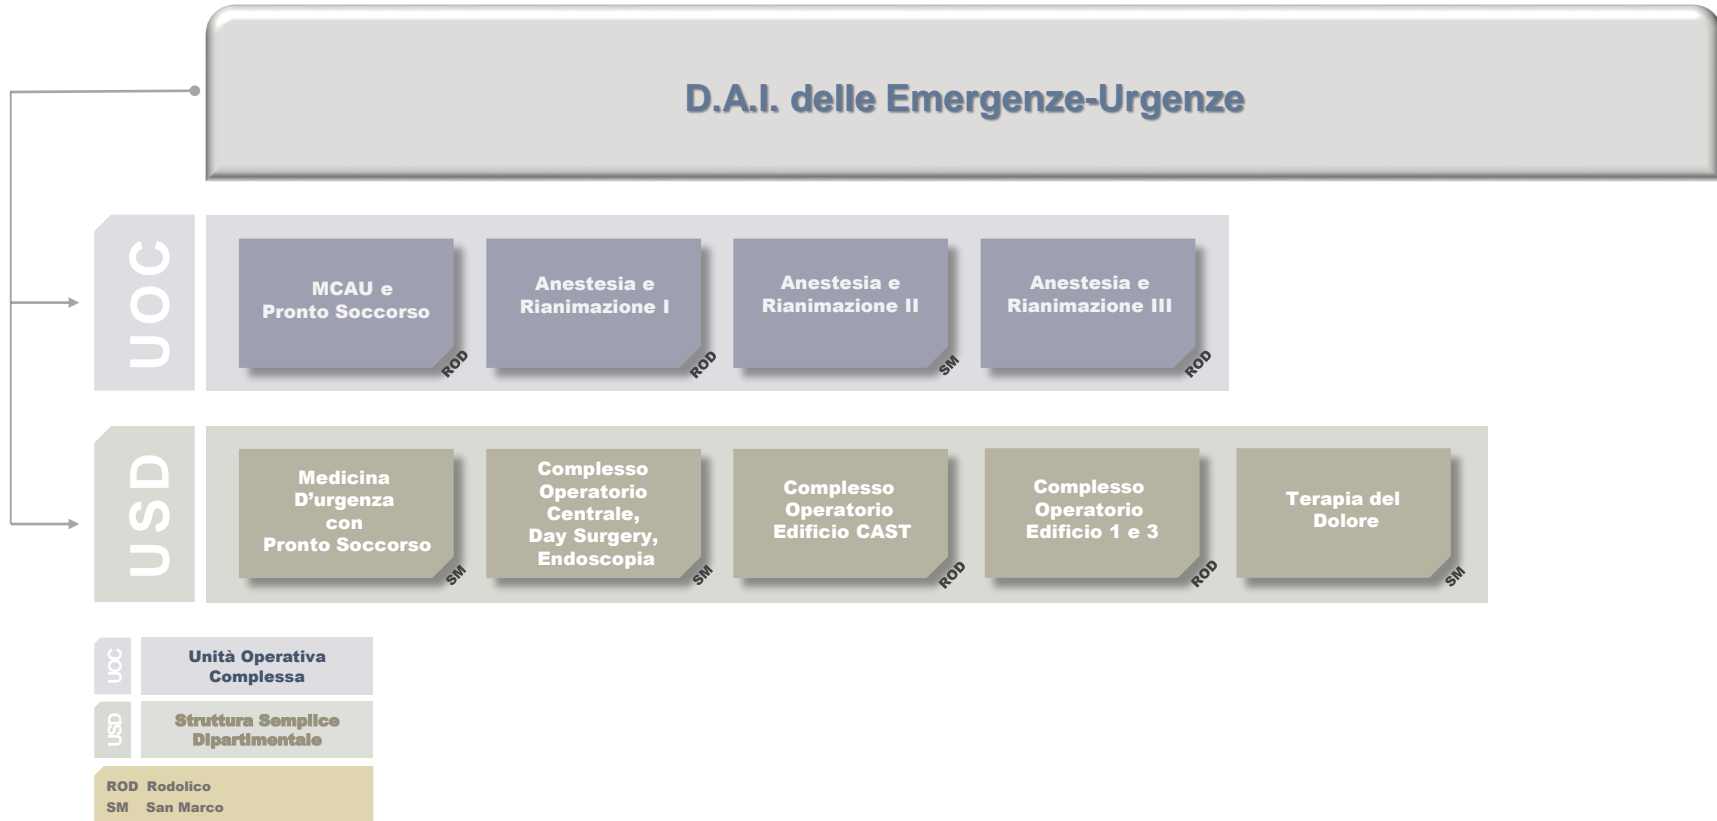 D.A.I. delle Emergenze-Urgenze
UOC
MCAU e
Pronto Soccorso
ROD
Anestesia e
Rianimazione I
ROD
Anestesia e
Rianimazione II
SM
Anestesia e
Rianimazione III
ROD
USD
Medicina
D’urgenza
con
Pronto Soccorso
SM
Complesso
Operatorio
Centrale,
Day Surgery,
Endoscopia
SM
Complesso
Operatorio
Edificio CAST
ROD
Complesso
Operatorio
Edificio 1 e 3
ROD
Terapia del
Dolore
SM
UOC
Unità Operativa
Complessa
USD
Struttura Semplice
Dipartimentale
ROD Rodolico
SM San Marco